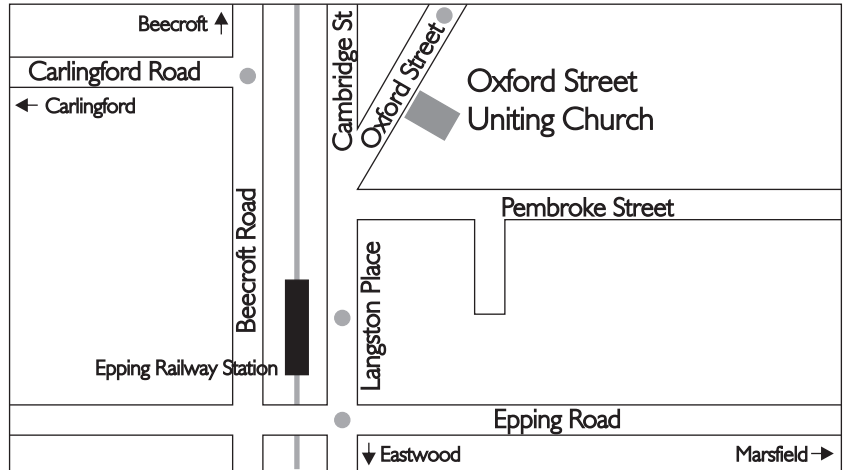 Beecroft
Carlingford Road
Carlingford
Cambridge St
Oxford Street
Oxford Street
Uniting Church
Pembroke Street
Beecroft Road
Langston Place
Epping Railway Station
Epping Road
Eastwood
Marsfield